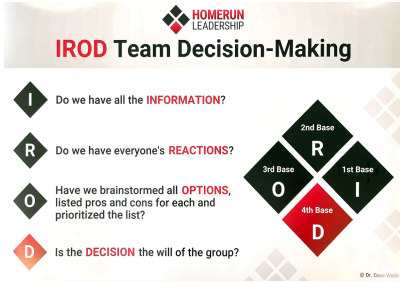 HOMERUN
LEADERSHIP
IROD Team Decision-Making
I
Do we have all the INFORMATION?
R
Do we have everyone's REACTIONS?
O
Have we brainstormed all OPTIONS,
listed pros and cons for each and
prioritized the list?
D
Is the DECISION the will of the group?
2nd Base
R
3rd Base
O
1st Base
I
4th Base
D
© Dr. Dave Webb